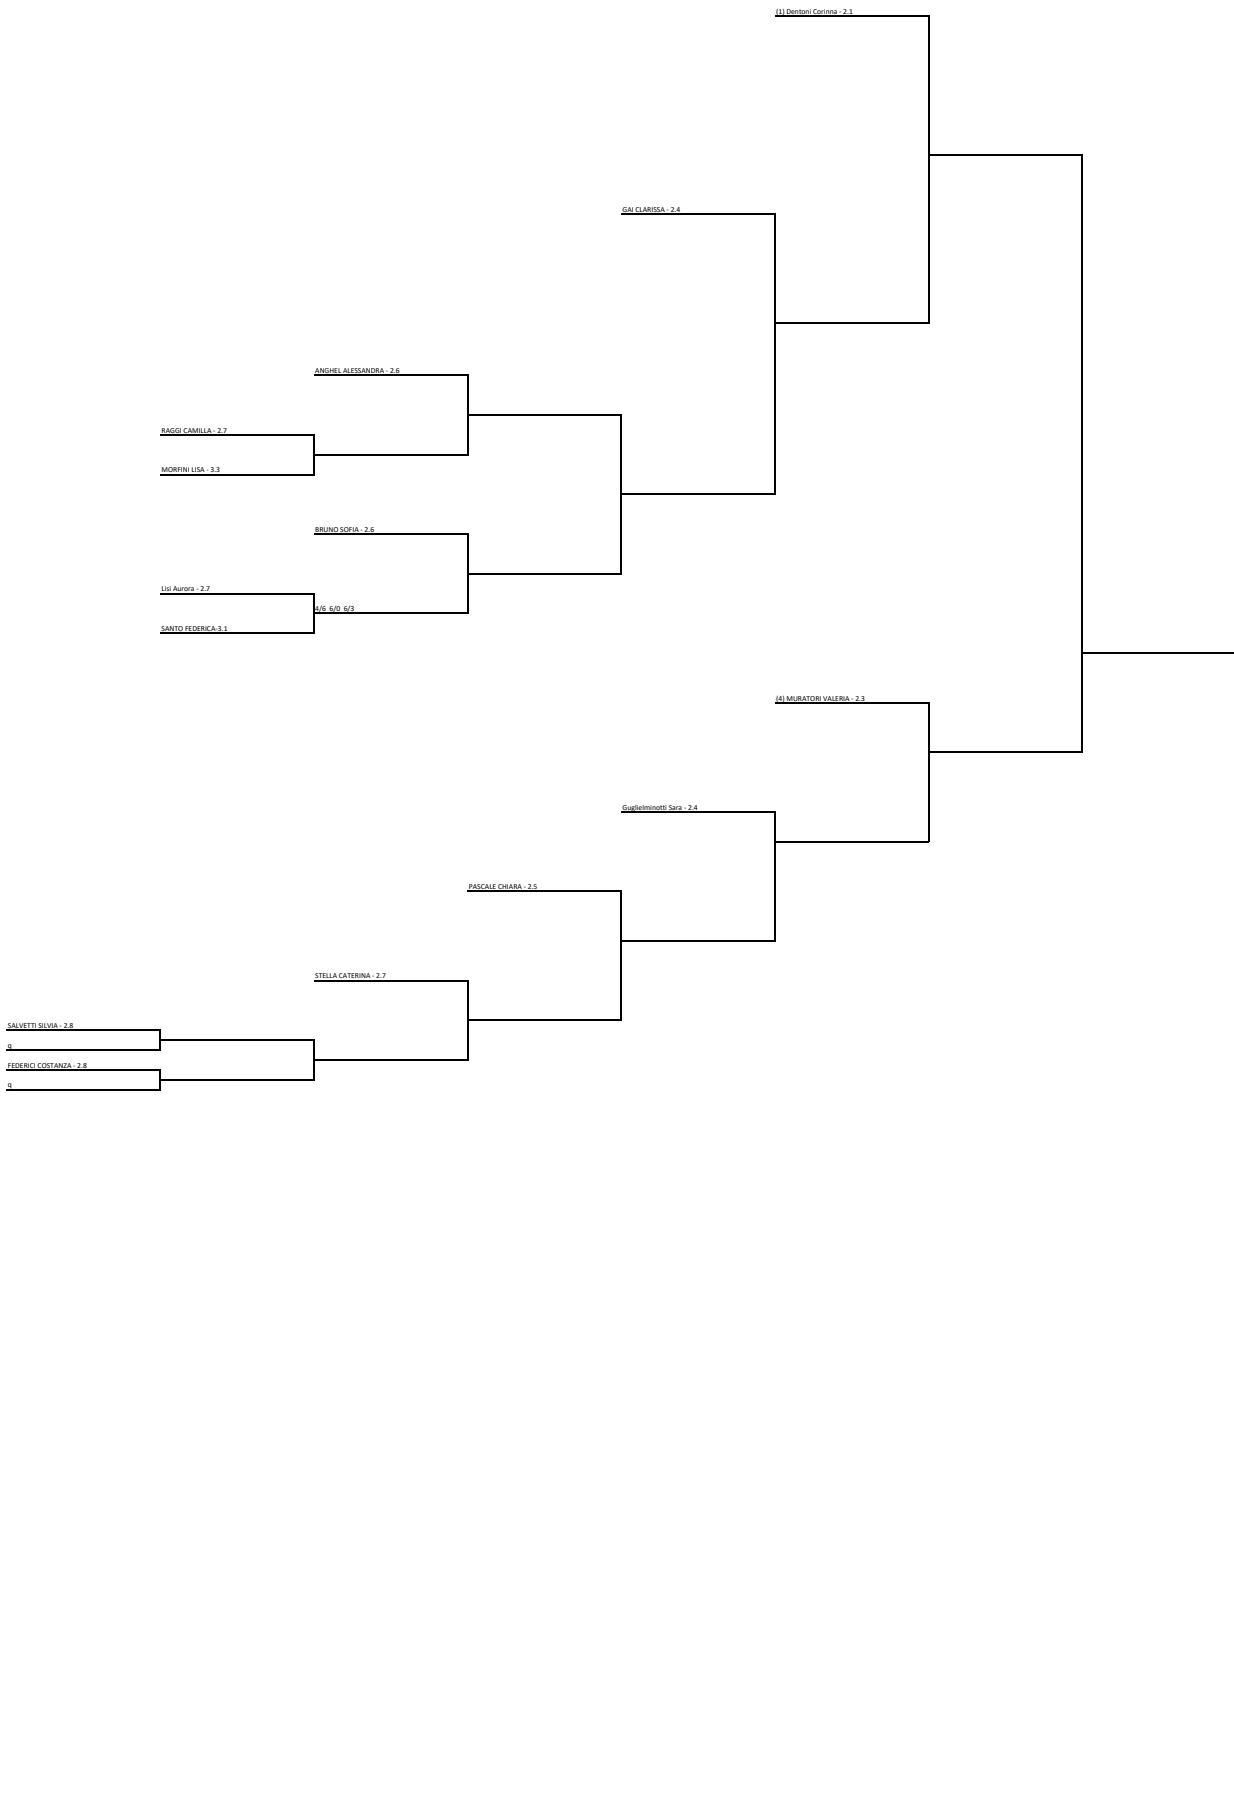 (1) Dentoni Corinna - 2.1
GAI CLARISSA - 2.4
ANGHEL ALESSANDRA - 2.6
RAGGI CAMILLA - 2.7
MORFINI LISA - 3.3
BRUNO SOFIA - 2.6
Lisi Aurora - 2.7
4/6 6/0 6/3
SANTO FEDERICA-3.1
(4) MURATORI VALERIA - 2.3
Guglielminotti Sara - 2.4
PASCALE CHIARA - 2.5
STELLA CATERINA - 2.7
SALVETTI SILVIA - 2.8
q
FEDERICI COSTANZA - 2.8
q